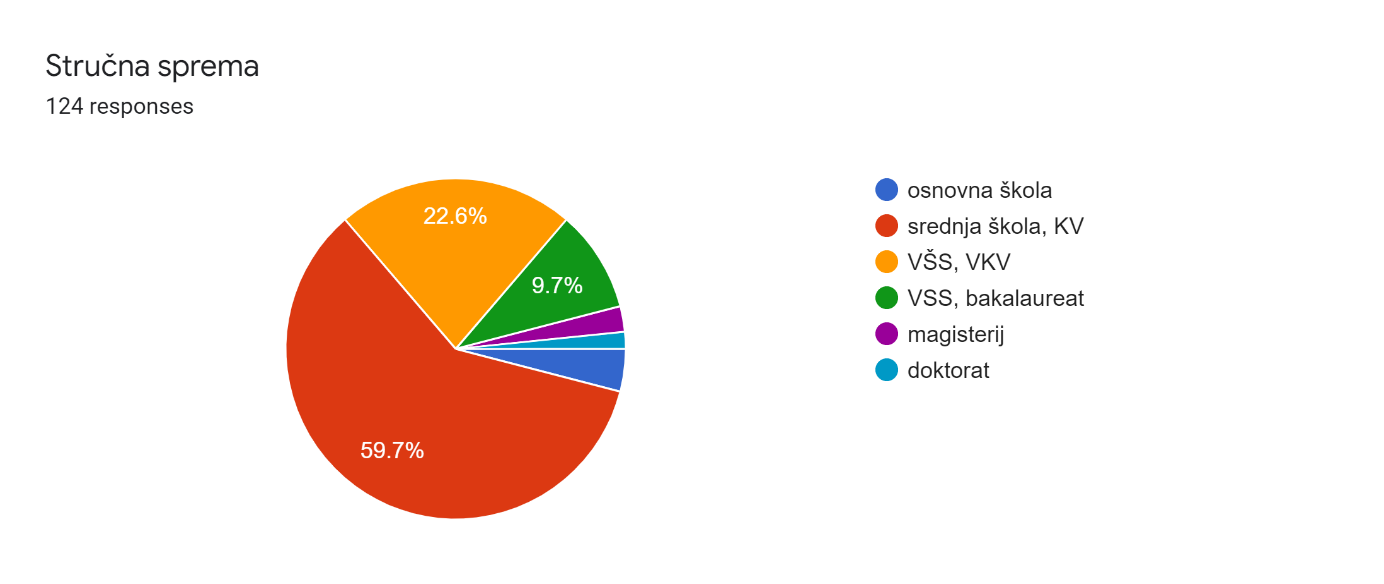 Stručna sprema
124 responses
22.6%
9.7%
59.7%
osnovna škola
srednja škola, KV
VŠS, VKV
VSS, bakalaureat
magisterij
doktorat